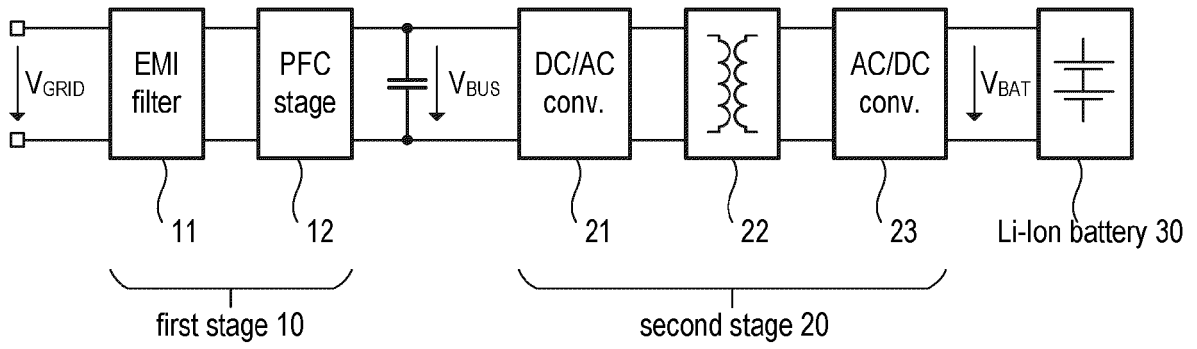 V_GRID
EMI
filter
PFC
stage
V_BUS
DC/AC
conv.
AC/DC
conv.
V_BAT
11
12
21
22
23
Li-Ion battery 30
first stage 10
second stage 20